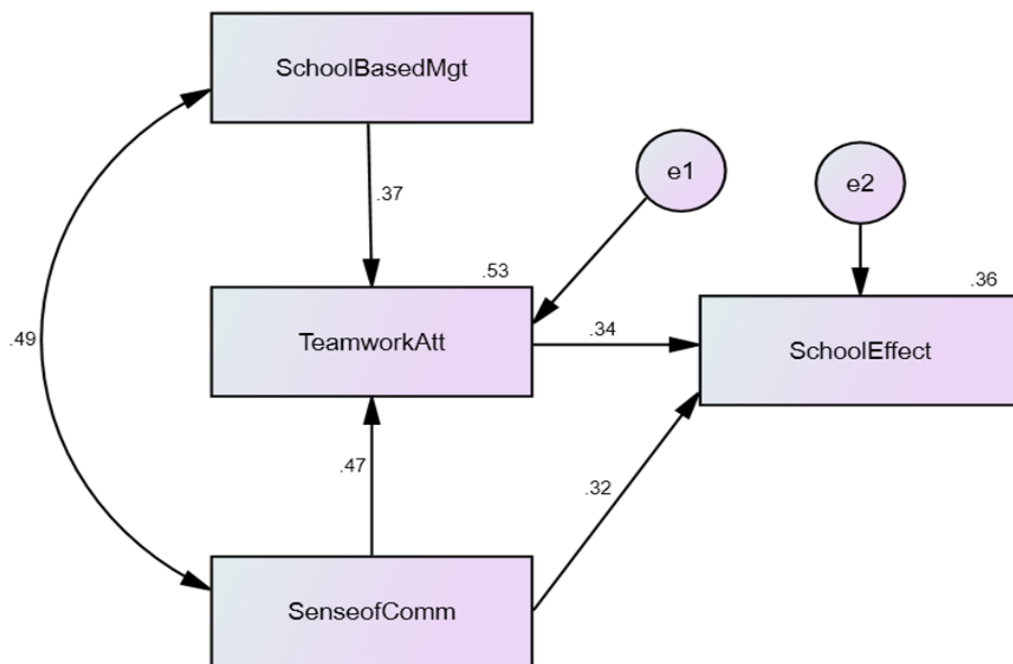 SchoolBasedMgt
.37
e1
e2
.53
.36
.49
TeamworkAtt
.34
SchoolEffect
.47
.32
SenseofComm